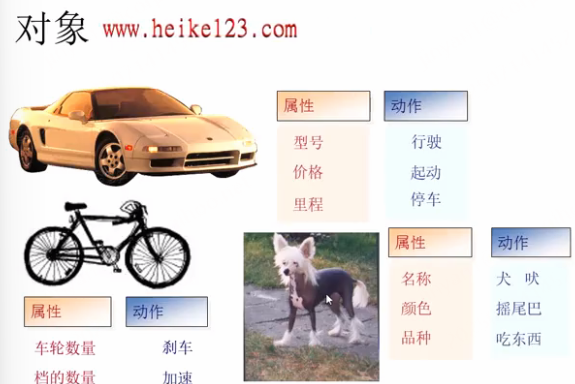 对象 www.heike123.com
属性 动作
型号 行驶
价格 起动
里程 停车
属性 动作
名称 犬 吠
颜色 摇尾巴
品种 吃东西
属性 动作
车轮数量 刹车
档的数量 加速